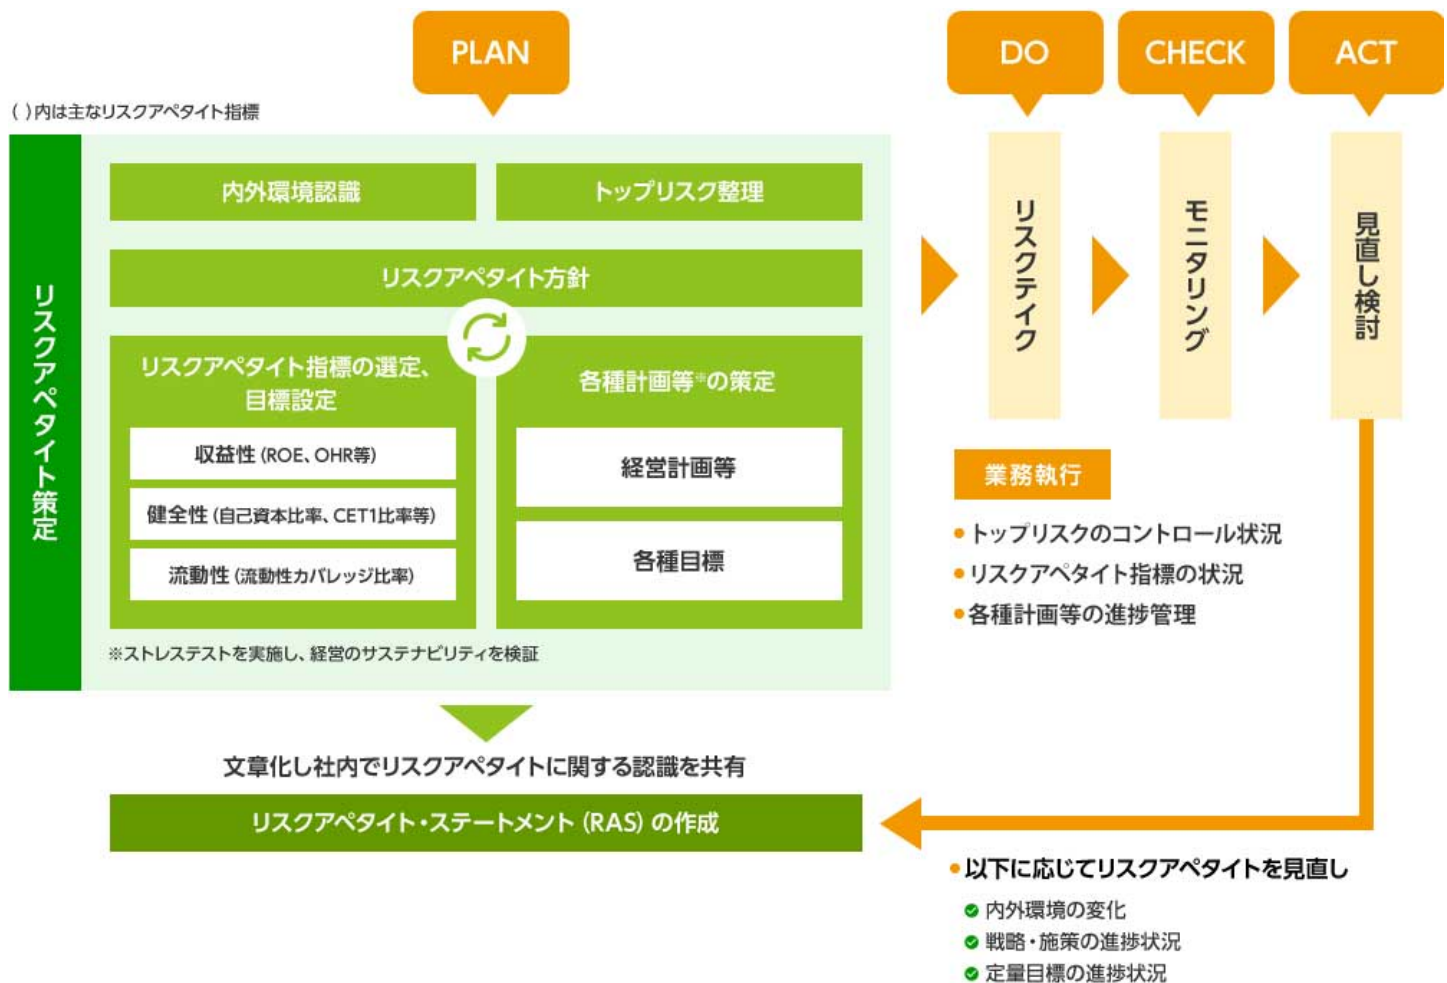 PLAN
DO
CHECK
ACT
( )内は主なリスクアペタイト指標
リスクアペタイト策定
内外環境認識
トップリスク整理
リスクアペタイト方針
リスクアペタイト指標の選定、
目標設定
収益性 (ROE、OHR等)
健全性 (自己資本比率、CET1比率等)
流動性 (流動性カバレッジ比率)
各種計画等※の策定
経営計画等
各種目標
※ストレステストを実施し、経営のサステナビリティを検証
文章化し社内でリスクアペタイトに関する認識を共有
リスクアペタイト・ステートメント (RAS) の作成
リスクテイク
モニタリング
見直し検討
業務執行
• トップリスクのコントロール状況
• リスクアペタイト指標の状況
• 各種計画等の進捗管理
• 以下に応じてリスクアペタイトを見直し
内外環境の変化
戦略・施策の進捗状況
定量目標の進捗状況